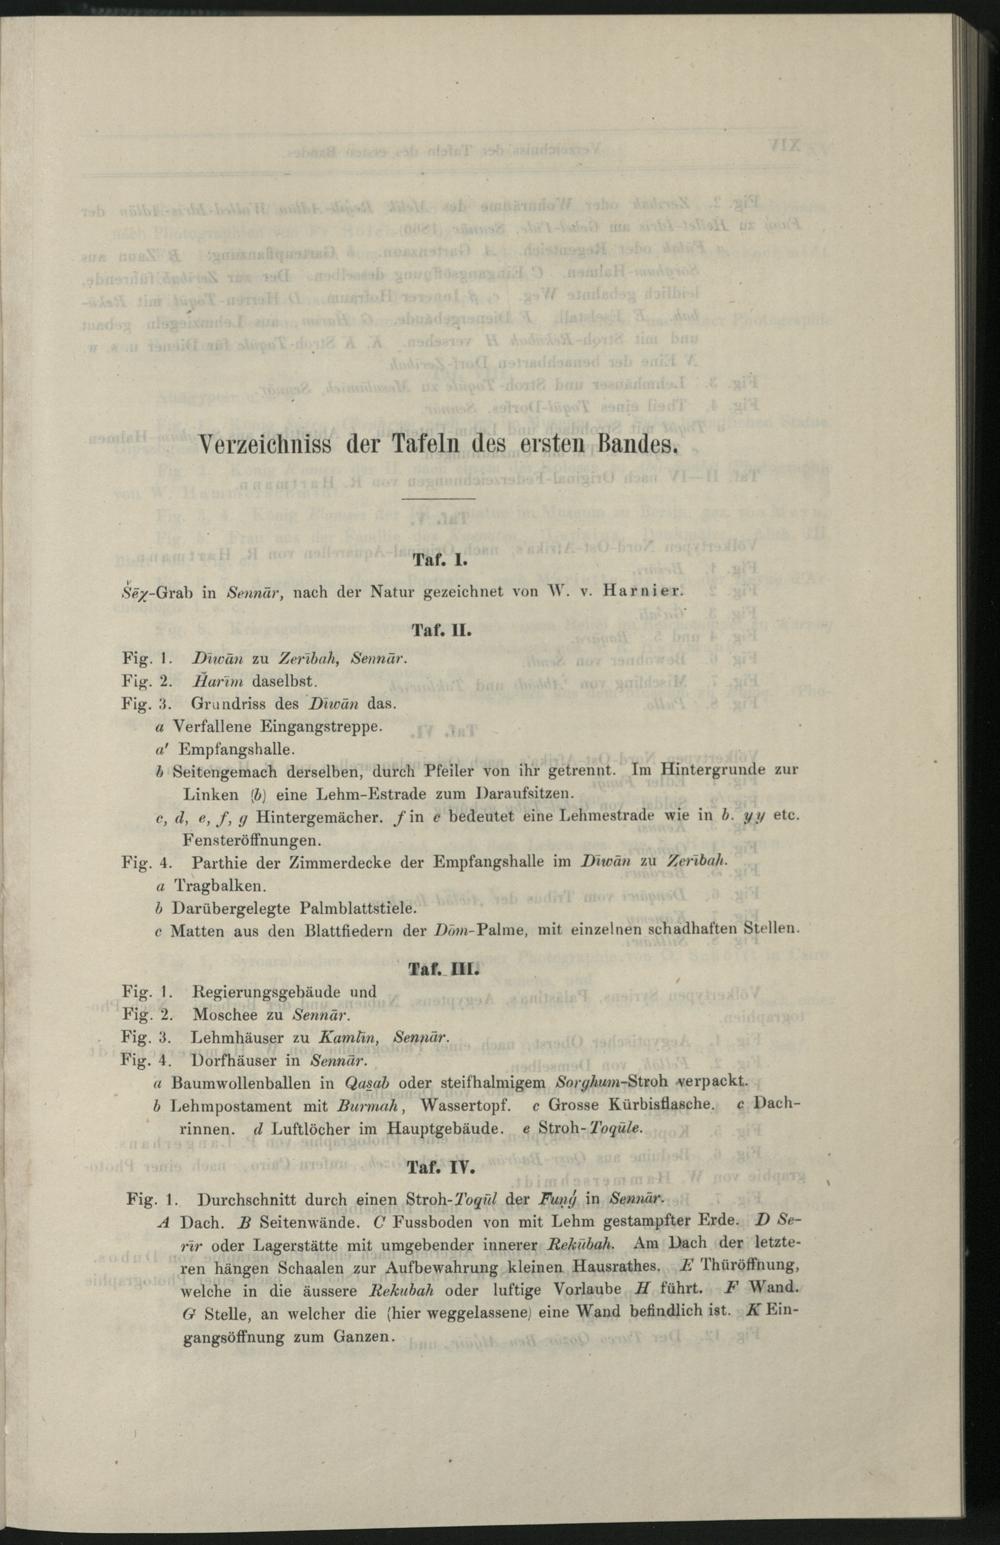 Verzeichniss der Tafeln des ersten Bandes.
Taf. I.
Šēχ-Grab in Sennār, nach der Natur gezeichnet von W. v. Harnier.
Taf. II.
Fig. 1. Dīwān zu Zerībah, Sennār.
Fig. 2. Harīm daselbst.
Fig. 3. Grundriss des Dīwān das.
a Verfallene Eingangstreppe.
a' Empfangshalle.
b Seitengemach derselben, durch Pfeiler von ihr getrennt. Im Hintergrunde zur
Linken (b) eine Lehm-Estrade zum Daraufsitzen.
c, d, e, f, g Hintergemächer. f in e bedeutet eine Lehmestrade wie in b. yy etc.
Fensteröffnungen.
Fig. 4. Parthie der Zimmerdecke der Empfangshalle im Dīwān zu Zerībah.
a Tragbalken.
b Darübergelegte Palmblattstiele.
c Matten aus den Blattfiedern der Dōm-Palme, mit einzelnen schadhaften Stellen.
Taf. III.
Fig. 1. Regierungsgebäude und
Fig. 2. Moschee zu Sennār.
Fig. 3. Lehmhäuser zu Kamlīn, Sennār.
Fig. 4. Dorfhäuser in Sennār.
a Baumwollenballen in Qaṣab oder steifhalmigem Sorghum-Stroh verpackt.
b Lehmpostament mit Burmah, Wassertopf. c Grosse Kürbisflasche. c Dach-
rinnen. d Luftlöcher im Hauptgebäude. e Stroh-Toqūle.
Taf. IV.
Fig. 1. Durchschnitt durch einen Stroh-Toqūl der Fung in Sennār.
A Dach. B Seitenwände. C Fussboden von mit Lehm gestampfter Erde. D Se-
rīr oder Lagerstätte mit umgebender innerer Rekūbah. Am Dach der letzte-
ren hängen Schaalen zur Aufbewahrung kleinen Hausrathes. E Thüröffnung,
welche in die äussere Rekubah oder luftige Vorlaube H führt. F Wand.
G Stelle, an welcher die (hier weggelassene) eine Wand befindlich ist. K Ein-
gangsöffnung zum Ganzen.